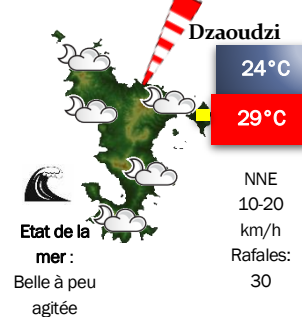 Dzaoudzi
24°C
29°C
NNE
10-20
km/h
Rafales:
30
Etat de la
mer :
Belle à peu
agitée